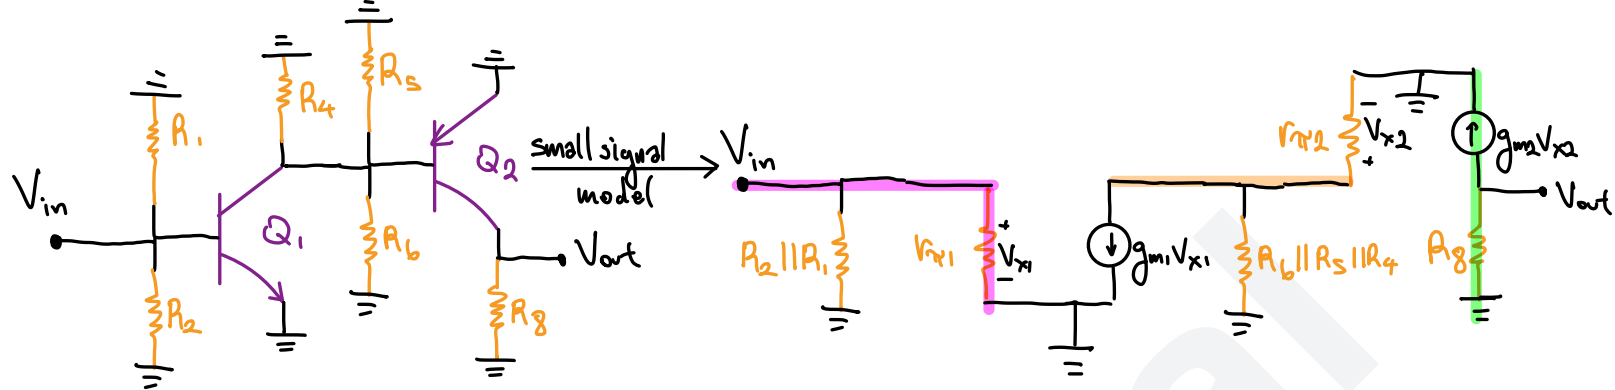 R5
R4
R1
Vin
Q1
Q2
R6
Vout
R2
R8
small signal
model
Vin
R2||R1
rπ1
+
Vx1
−
gm1Vx1
R6||R5||R4
rπ2
−
Vx2
+
gm2Vx2
Vout
R8